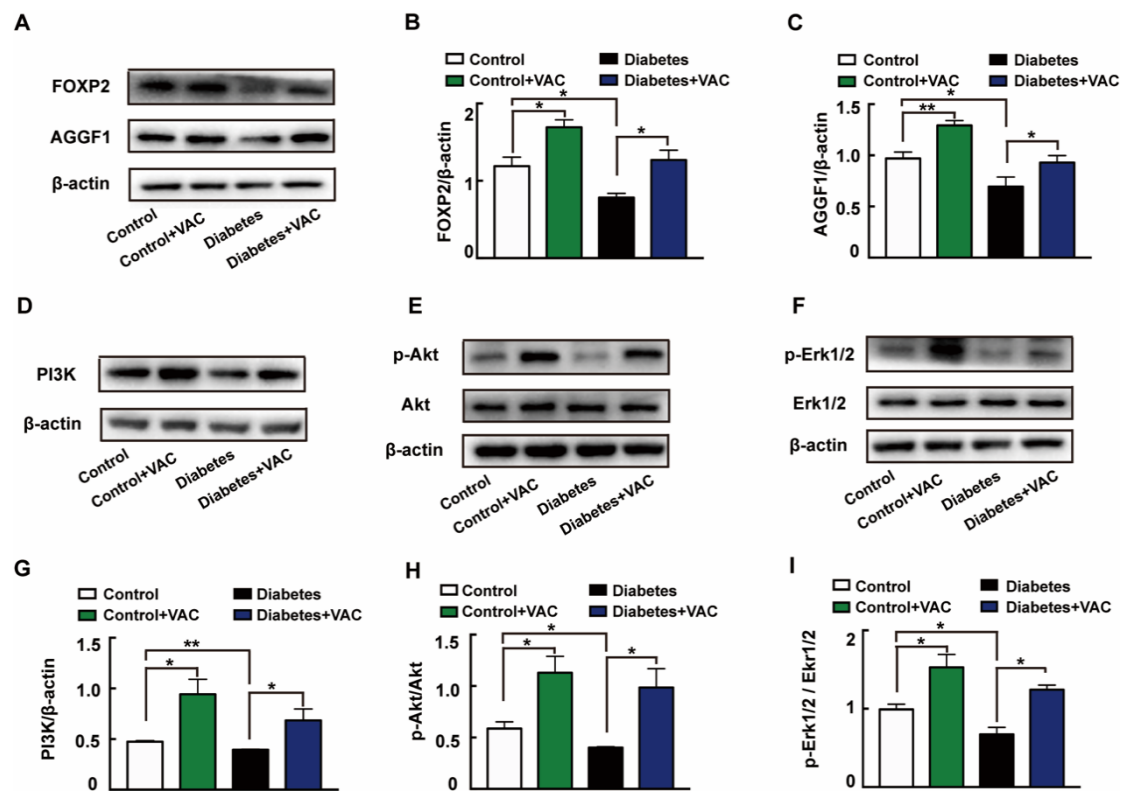 A
FOXP2
AGGF1
β-actin
Control
Control+VAC
Diabetes
Diabetes+VAC
B
Control
Diabetes
Control+VAC
Diabetes+VAC
FOXP2/β-actin
2
1
0
*
*
*
C
Control
Diabetes
Control+VAC
Diabetes+VAC
AGGF1/β-actin
1.5
1.0
0.5
0
*
**
*
D
PI3K
β-actin
Control
Control+VAC
Diabetes
Diabetes+VAC
E
p-Akt
Akt
β-actin
Control
Control+VAC
Diabetes
Diabetes+VAC
F
p-Erk1/2
Erk1/2
β-actin
Control
Control+VAC
Diabetes
Diabetes+VAC
G
Control
Diabetes
Control+VAC
Diabetes+VAC
PI3K/β-actin
1.5
1.0
0.5
0
**
*
*
H
Control
Diabetes
Control+VAC
Diabetes+VAC
p-Akt/Akt
1.5
1.0
0.5
0
*
*
*
I
Control
Diabetes
Control+VAC
Diabetes+VAC
p-Erk1/2 / Ekr1/2
2
1
0
*
*
*